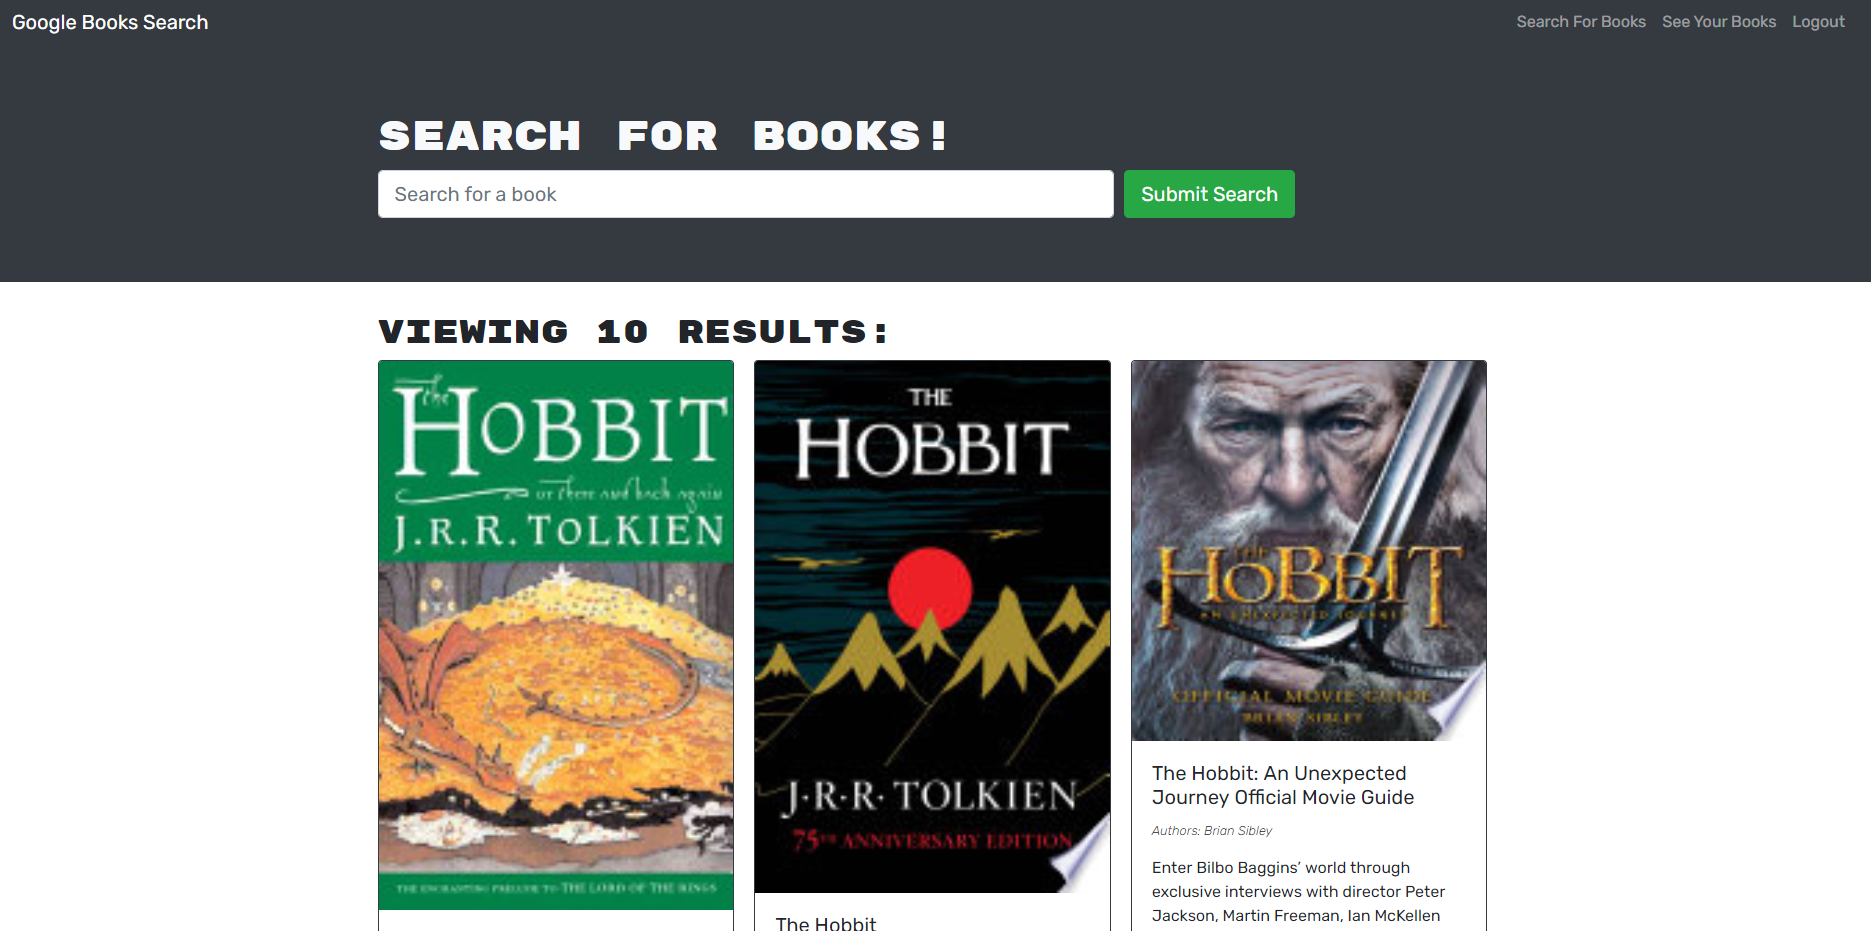 Google Books Search
Search For Books See Your Books Logout
SEARCH FOR BOOKS!
Search for a book
Submit Search
VIEWING 10 RESULTS:
the
HOBBIT
or there and back again
J.R.R. TOLKIEN
THE ENCHANTING PRELUDE TO THE LORD OF THE RINGS
THE
HOBBIT
J·R·R· TOLKIEN
75TH ANNIVERSARY EDITION
The Hobbit
THE
HOBBIT
AN UNEXPECTED JOURNEY
OFFICIAL MOVIE GUIDE
BRIAN SIBLEY
The Hobbit: An Unexpected
Journey Official Movie Guide
Authors: Brian Sibley
Enter Bilbo Baggins’ world through
exclusive interviews with director Peter
Jackson, Martin Freeman, Ian McKellen